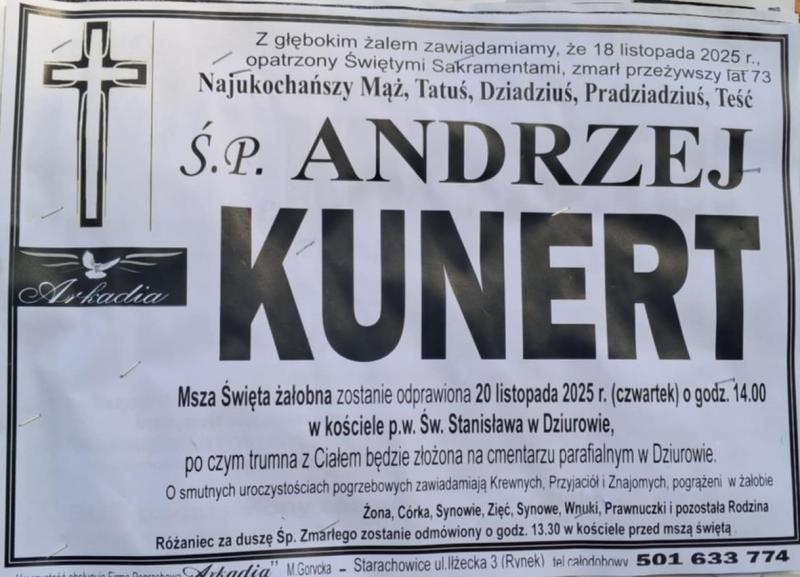 Z głębokim żalem zawiadamiamy, że 18 listopada 2025 r.,
opatrzony Świętymi Sakramentami, zmarł przeżywszy lat 73
Najukochańszy Mąż, Tatuś, Dziadziuś, Pradziadziuś, Teść
Ś.P. ANDRZEJ
KUNERT
Arkadia
Msza Święta żałobna zostanie odprawiona 20 listopada 2025 r. (czwartek) o godz. 14.00
w kościele p.w. Św. Stanisława w Dziurowie,
po czym trumna z Ciałem będzie złożona na cmentarzu parafialnym w Dziurowie.
O smutnych uroczystościach pogrzebowych zawiadamiają Krewnych, Przyjaciół i Znajomych, pogrążeni w żałobie
Żona, Córka, Synowie, Zięć, Synowe, Wnuki, Prawnuczki i pozostała Rodzina
Różaniec za duszę Śp. Zmarłego zostanie odmówiony o godz. 13.30 w kościele przed mszą świętą
Arkadia” M.Gorycka – Starachowice ul.Iłżecka 3 (Rynek) tel.całodobowy 501 633 774